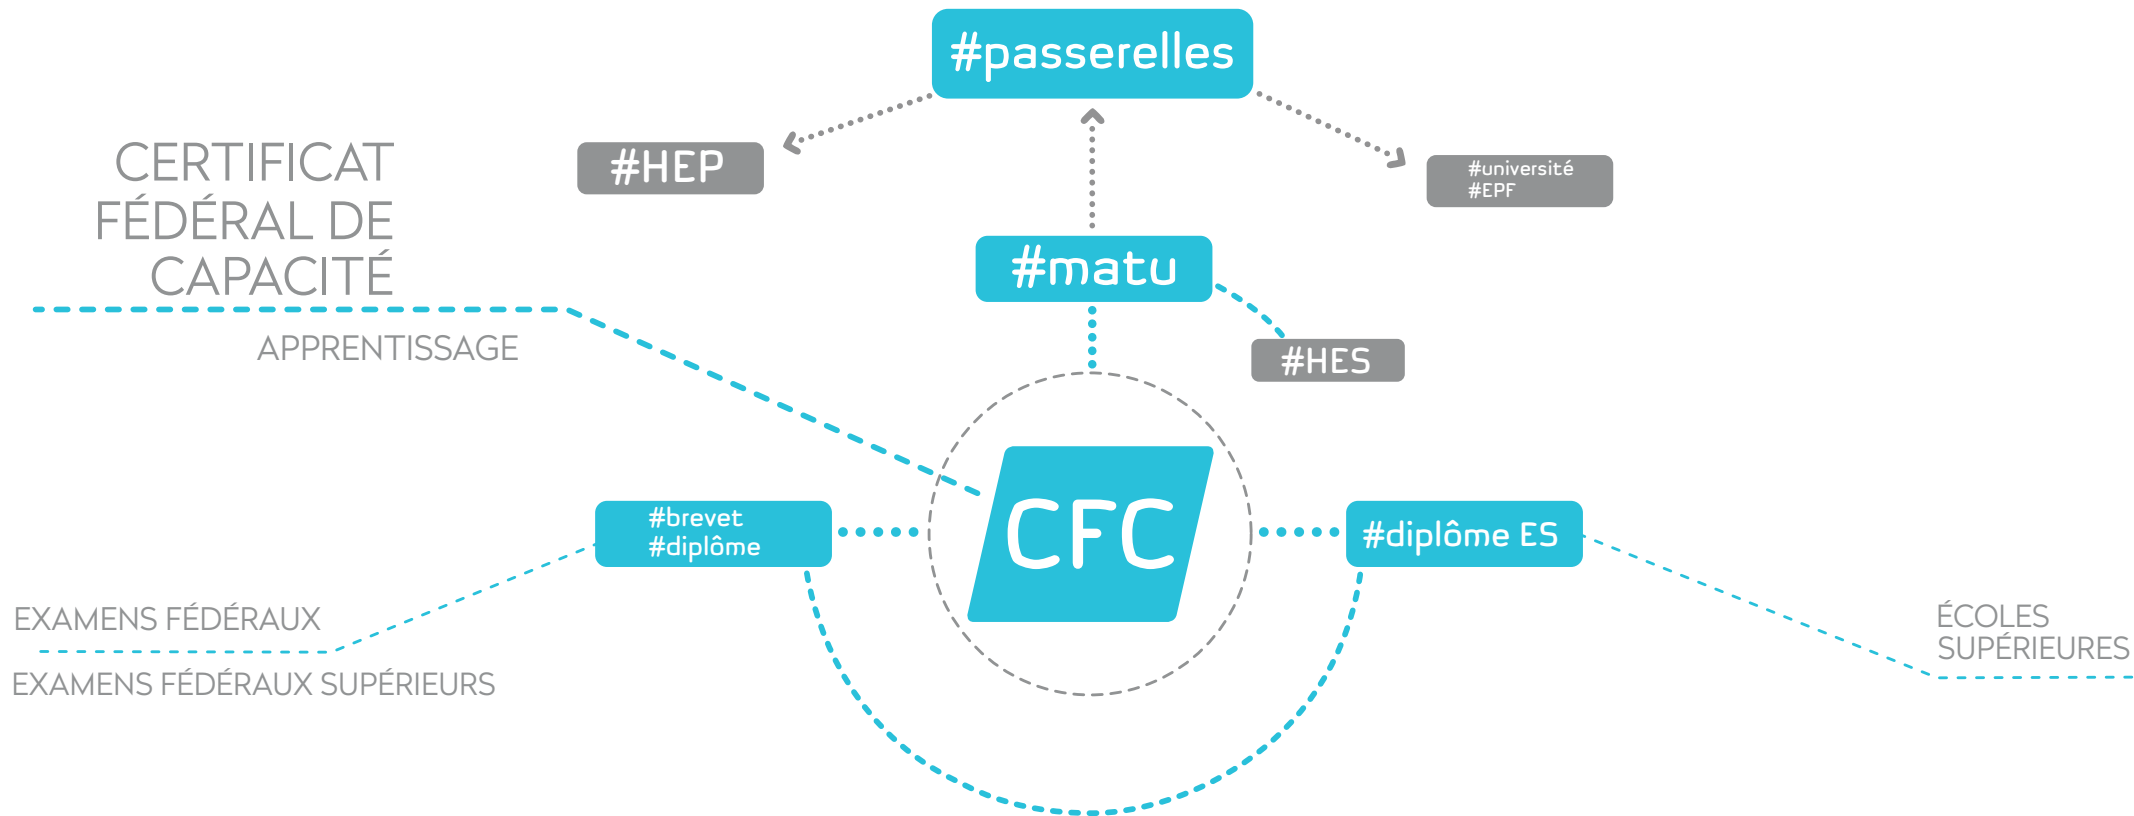 #passerelles
CERTIFICAT
FÉDÉRAL DE
CAPACITÉ
#HEP
#université
#EPF
#matu
APPRENTISSAGE
#HES
CFC
#brevet
#diplôme
#diplôme ES
EXAMENS FÉDÉRAUX
EXAMENS FÉDÉRAUX SUPÉRIEURS
ÉCOLES
SUPÉRIEURES